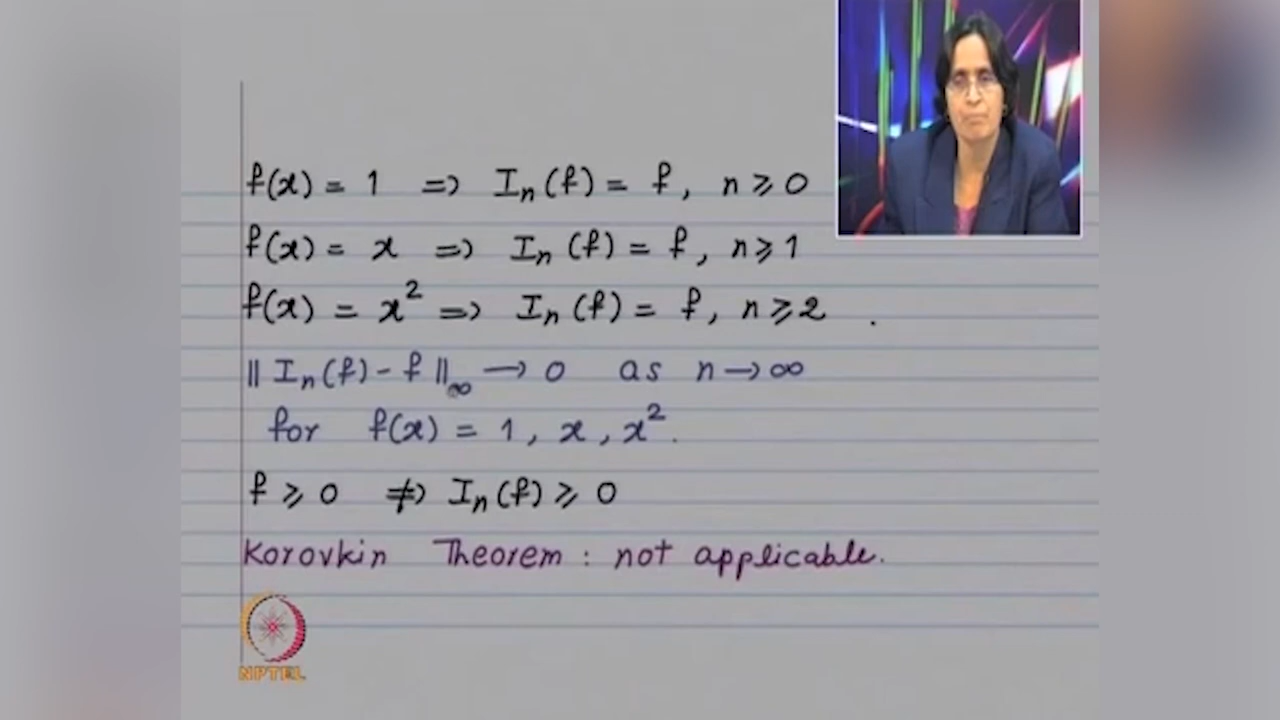 f(x) = 1 => Iₙ(f) = f, n ≥ 0
f(x) = x => Iₙ(f) = f, n ≥ 1
f(x) = x² => Iₙ(f) = f, n ≥ 2 .
‖Iₙ(f) - f‖∞ → 0 as n → ∞
for f(x) = 1, x, x².
f ≥ 0 ≠> Iₙ(f) ≥ 0
Korovkin Theorem : not applicable.
NPTEL